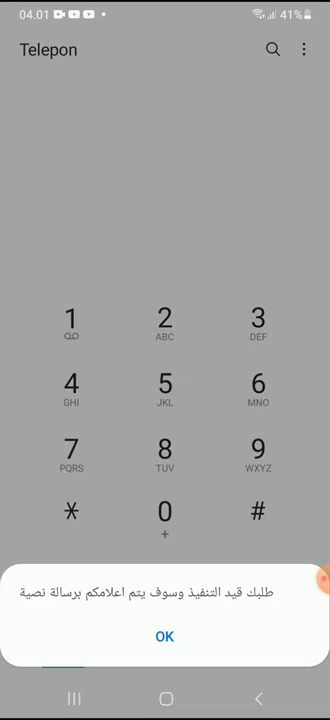 04.01
41%
Telepon
1
2 ABC
3 DEF
4 GHI
5 JKL
6 MNO
7 PQRS
8 TUV
9 WXYZ
*
0 +
#
طلبك قيد التنفيذ وسوف يتم اعلامكم برسالة نصية
OK